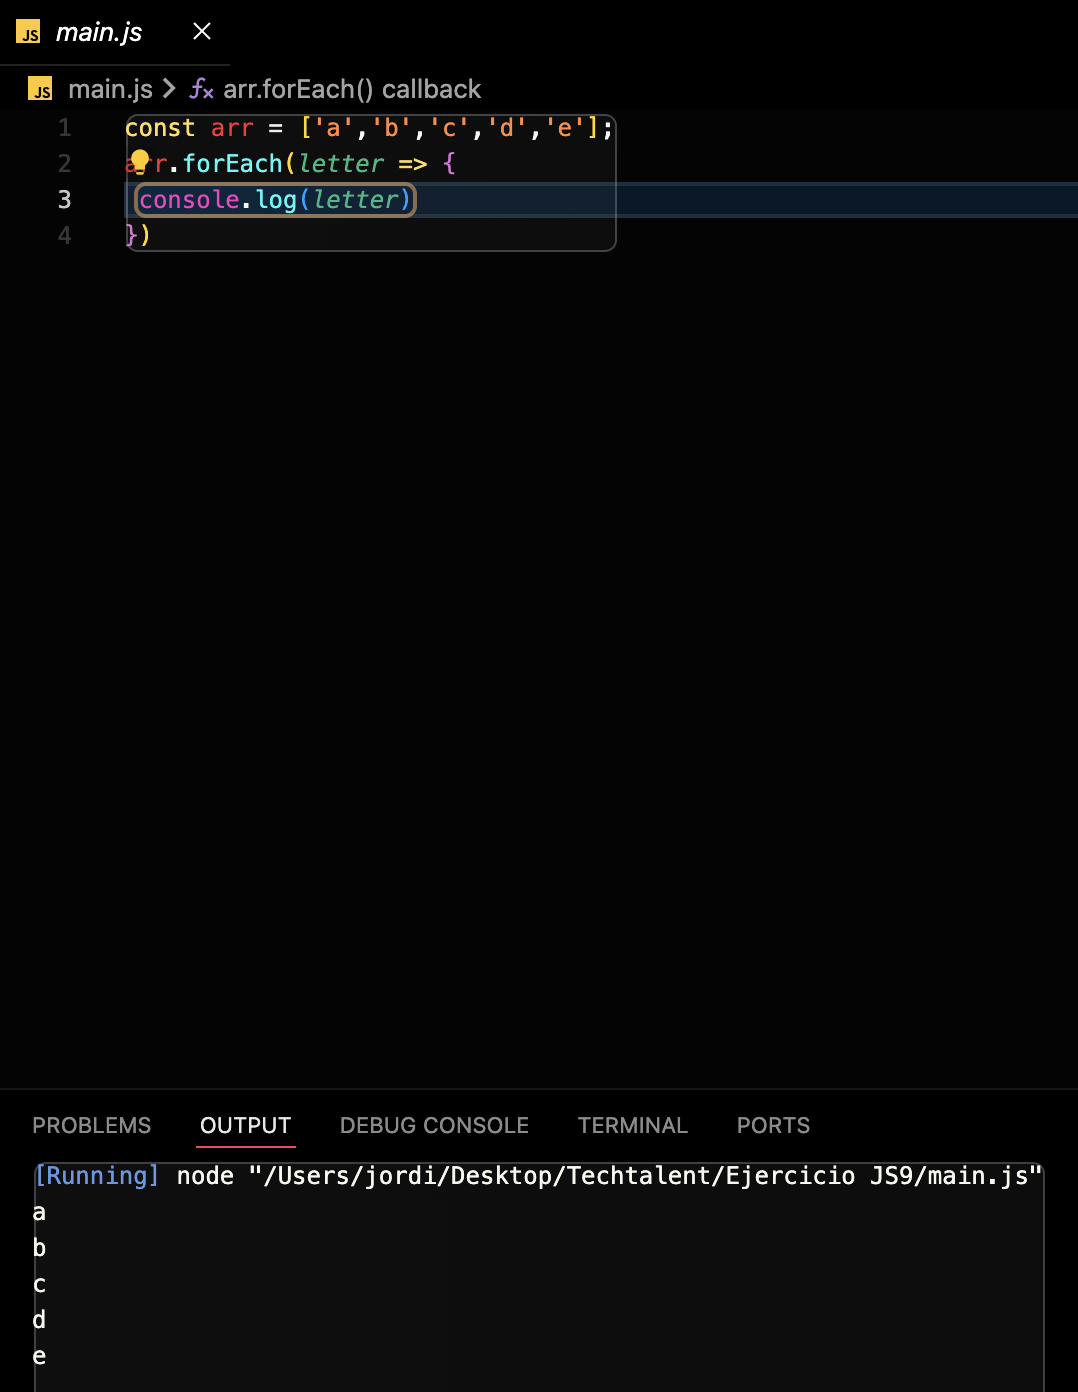 JS main.js
JS main.js > fx arr.forEach() callback
1 const arr = ['a','b','c','d','e'];
2 arr.forEach(letter => {
3 console.log(letter)
4 })
PROBLEMS OUTPUT DEBUG CONSOLE TERMINAL PORTS
[Running] node "/Users/jordi/Desktop/Techtalent/Ejercicio JS9/main.js"
a
b
c
d
e